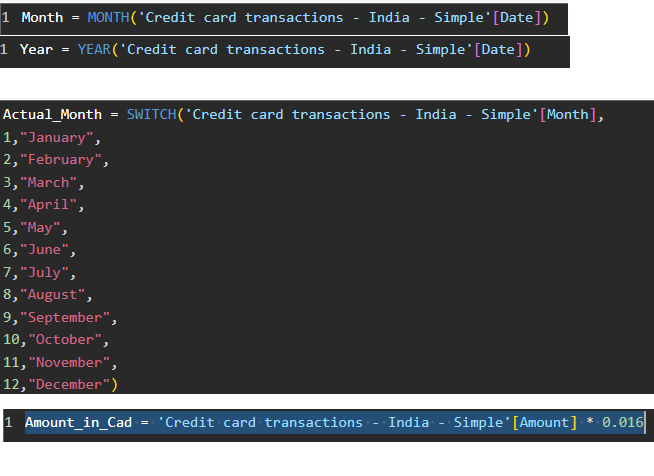 1 Month = MONTH('Credit card transactions - India - Simple'[Date])
1 Year = YEAR('Credit card transactions - India - Simple'[Date])
Actual_Month = SWITCH('Credit card transactions - India - Simple'[Month],
1,"January",
2,"February",
3,"March",
4,"April",
5,"May",
6,"June",
7,"July",
8,"August",
9,"September",
10,"October",
11,"November",
12,"December")
1 Amount_in_Cad = 'Credit card transactions - India - Simple'[Amount] * 0.016